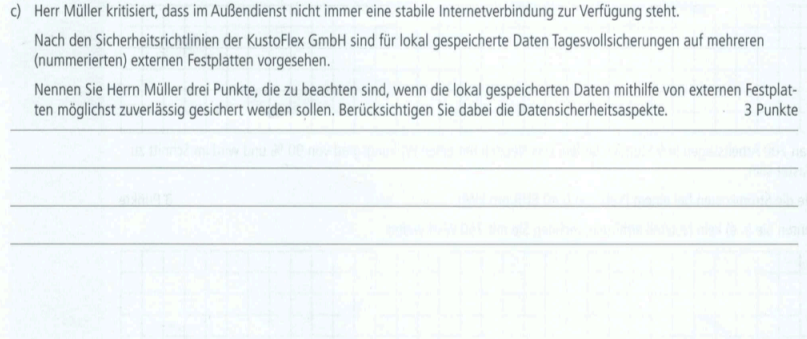 c) Herr Müller kritisiert, dass im Außendienst nicht immer eine stabile Internetverbindung zur Verfügung steht.
Nach den Sicherheitsrichtlinien der KustoFlex GmbH sind für lokal gespeicherte Daten Tagesvollsicherungen auf mehreren
(nummerierten) externen Festplatten vorgesehen.
Nennen Sie Herrn Müller drei Punkte, die zu beachten sind, wenn die lokal gespeicherten Daten mithilfe von externen Festplat-
ten möglichst zuverlässig gesichert werden sollen. Berücksichtigen Sie dabei die Datensicherheitsaspekte. 3 Punkte